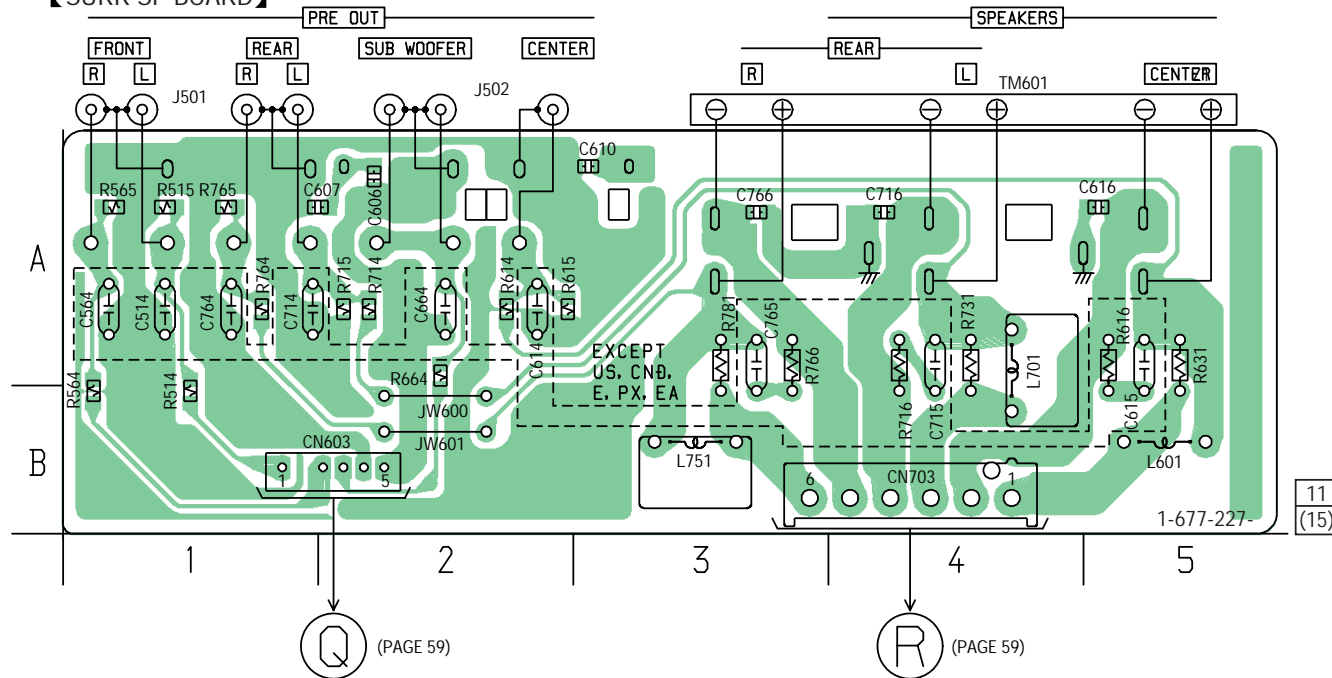 【SURR SP BOARD】
PRE OUT SPEAKERS
FRONT REAR SUB WOOFER CENTER REAR
R L R L R L CENTER
J501 J502 TM601
C610
R565 R515 R765 C607 C606 C766 C716 C616
A
C564 C514 C764 R764 C714 R715 R714 C664 R614 C614 R615 R781 C765 R766 R731 L701 R616 R631
EXCEPT
US, CND,
E, PX, EA
R564 R514 R664 R716 C715 C615
JW600
JW601
B
CN603 L751 L601
1 5 6 CN703 1
1-677-227-
11
(15)
1 2 3 4 5
Q (PAGE 59) R (PAGE 59)